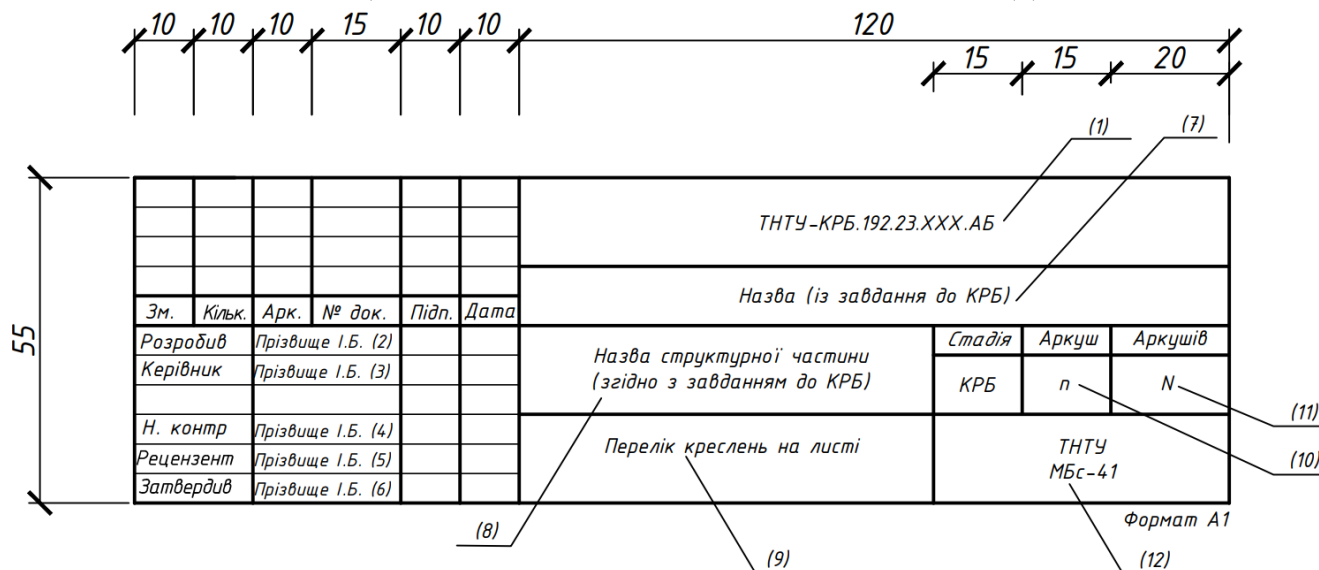 10 10 10 15 10 10 120
15 15 20
(1) (7)
55
ТНТУ-КРБ.192.23.ХХХ.АБ
Назва (із завдання до КРБ)
Зм. Кільк. Арк. № док. Підп. Дата
Розробив Прізвище І.Б. (2)
Керівник Прізвище І.Б. (3)
Н. контр Прізвище І.Б. (4)
Рецензент Прізвище І.Б. (5)
Затвердив Прізвище І.Б. (6)
Назва структурної частини
(згідно з завданням до КРБ)
Стадія Аркуш Аркушів
КРБ n N
Перелік креслень на листі
ТНТУ
МБс-41
(11)
(10)
Формат А1
(8)
(9)
(12)